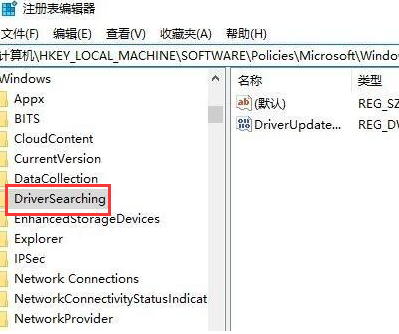 注册表编辑器
文件(F) 编辑(E) 查看(V) 收藏夹(A) 帮助(H)
计算机\HKEY_LOCAL_MACHINE\SOFTWARE\Policies\Microsoft\Window
Windows
Appx
BITS
CloudContent
CurrentVersion
DataCollection
DriverSearching
EnhancedStorageDevices
Explorer
IPSec
Network Connections
NetworkConnectivityStatusIndicat
NetworkProvider
名称 类型
(默认) REG_SZ
DriverUpdate... REG_DW